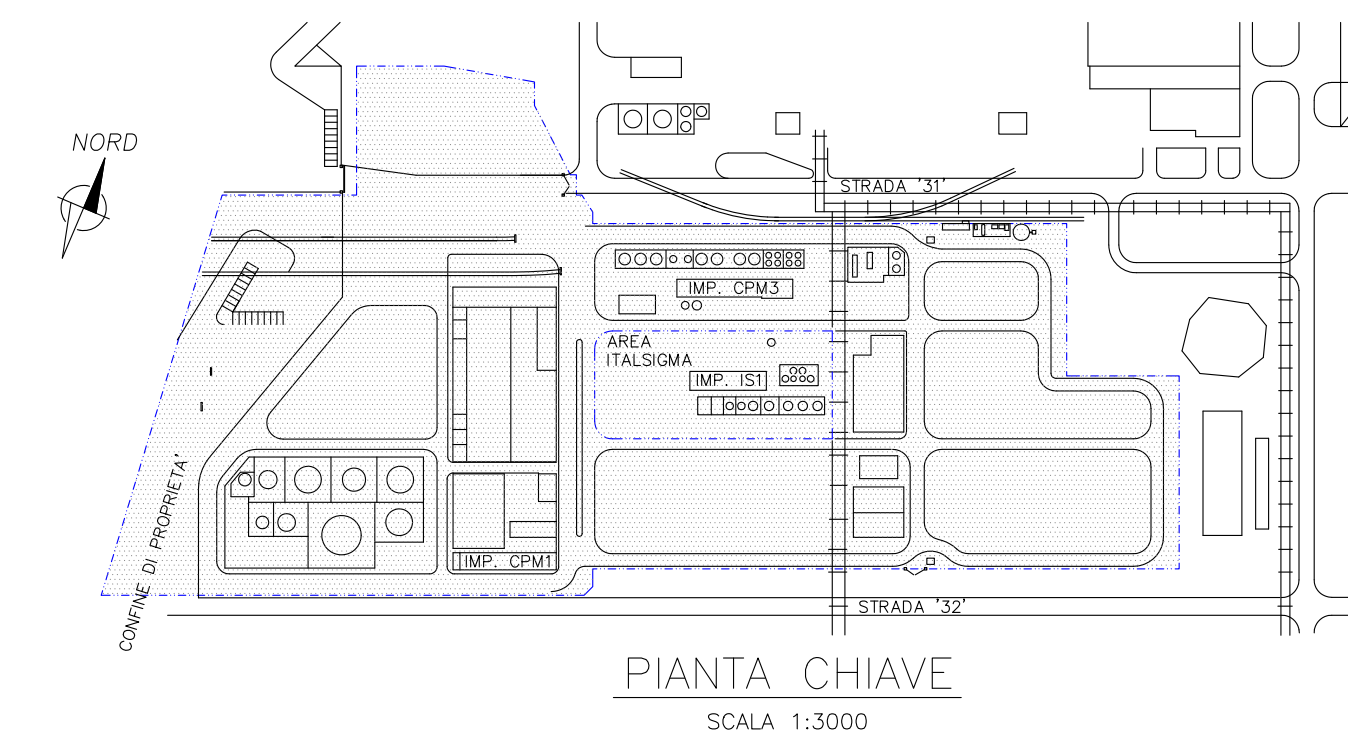 NORD
STRADA '31'
IMP. CPM3
AREA
ITALSIGMA
IMP. IS1
CONFINE DI PROPRIETA'
IMP. CPM1
STRADA '32'
PIANTA CHIAVE
SCALA 1:3000